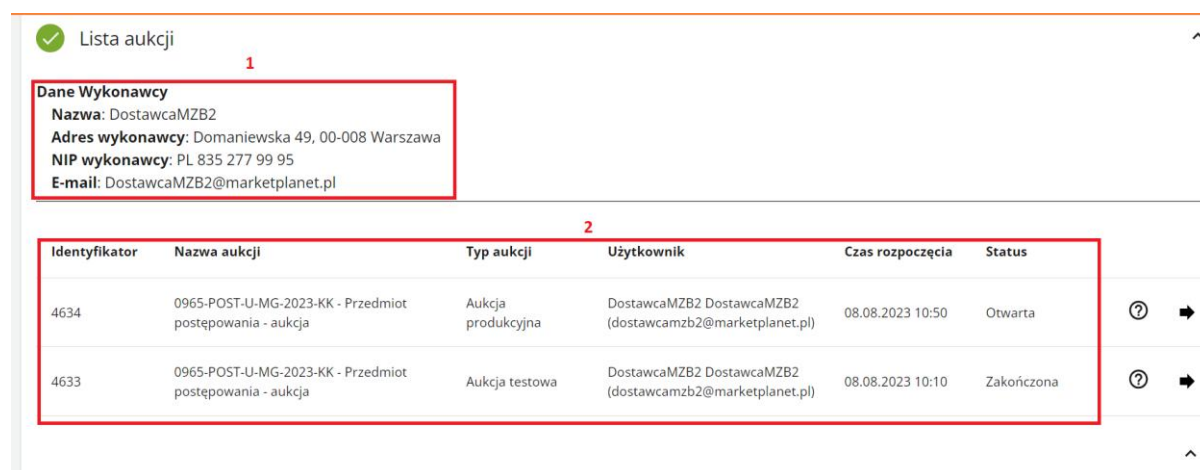 Lista aukcji
1
Dane Wykonawcy
Nazwa: DostawcaMZB2
Adres wykonawcy: Domaniewska 49, 00-008 Warszawa
NIP wykonawcy: PL 835 277 99 95
E-mail: DostawcaMZB2@marketplanet.pl
2
Identyfikator Nazwa aukcji Typ aukcji Użytkownik Czas rozpoczęcia Status
4634 0965-POST-U-MG-2023-KK - Przedmiot postępowania - aukcja Aukcja produkcyjna DostawcaMZB2 DostawcaMZB2 (dostawcamzb2@marketplanet.pl) 08.08.2023 10:50 Otwarta
4633 0965-POST-U-MG-2023-KK - Przedmiot postępowania - aukcja Aukcja testowa DostawcaMZB2 DostawcaMZB2 (dostawcamzb2@marketplanet.pl) 08.08.2023 10:10 Zakończona